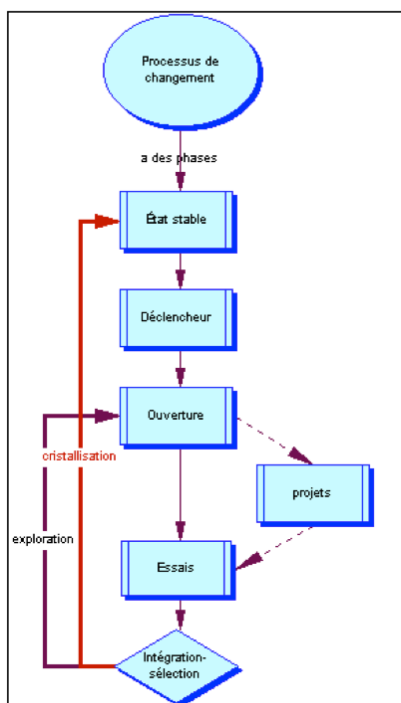 Processus de
changement
a des phases
État stable
Déclencheur
Ouverture
cristallisation
projets
exploration
Essais
Intégration-
sélection